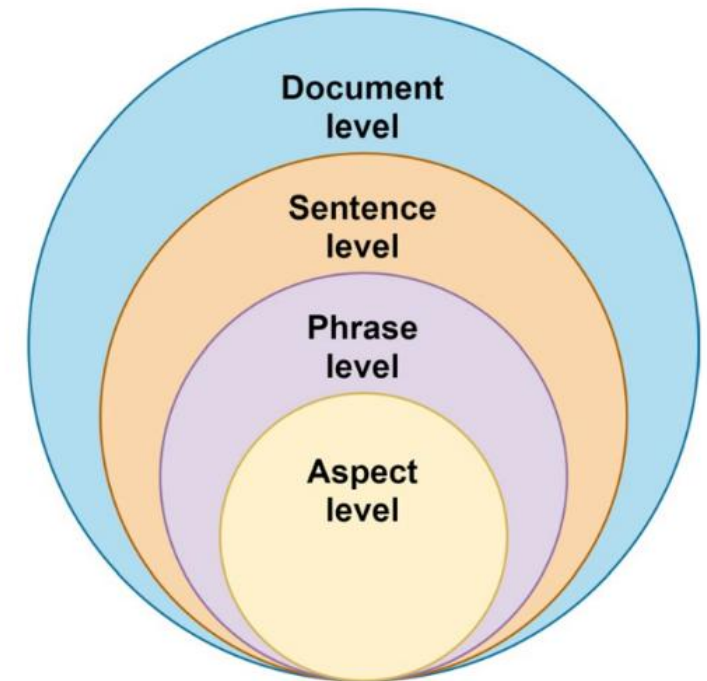 Document
level
Sentence
level
Phrase
level
Aspect
level